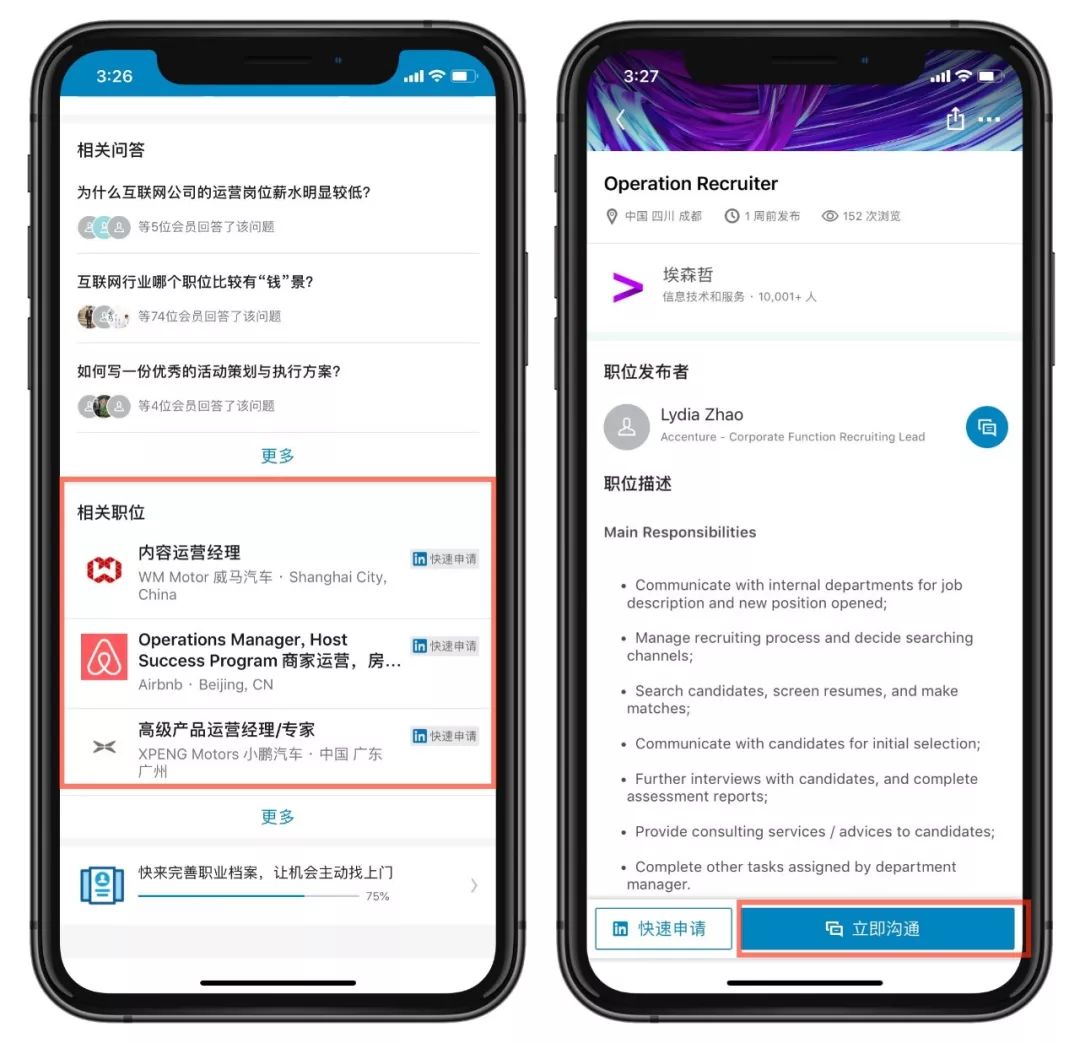 3:26
相关问答
为什么互联网公司的运营岗位薪水明显较低?
等5位会员回答了该问题
互联网行业哪个职位比较有“钱”景?
等74位会员回答了该问题
如何写一份优秀的活动策划与执行方案?
等4位会员回答了该问题
更多
相关职位
内容运营经理
in 快速申请
WM Motor 威马汽车 · Shanghai City,
China
Operations Manager, Host
in 快速申请
Success Program 商家运营，房...
Airbnb · Beijing, CN
高级产品运营经理/专家
in 快速申请
XPENG Motors 小鹏汽车 · 中国 广东
广州
更多
快来完善职业档案，让机会主动找上门
75%
3:27
Operation Recruiter
中国 四川 成都 1 周前发布 152 次浏览
埃森哲
信息技术和服务 · 10,001+ 人
职位发布者
Lydia Zhao
Accenture - Corporate Function Recruiting Lead
职位描述
Main Responsibilities
• Communicate with internal departments for job
description and new position opened;
• Manage recruiting process and decide searching
channels;
• Search candidates, screen resumes, and make
matches;
• Communicate with candidates for initial selection;
• Further interviews with candidates, and complete
assessment reports;
• Provide consulting services / advices to candidates;
• Complete other tasks assigned by department
manager.
in 快速申请
立即沟通